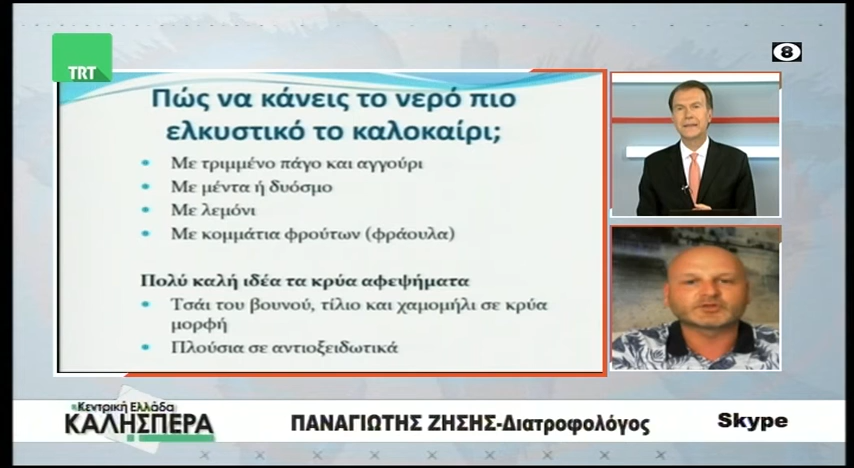 TRT
8
Πώς να κάνεις το νερό πιο
ελκυστικό το καλοκαίρι;
Με τριμμένο πάγο και αγγούρι
Με μέντα ή δυόσμο
Με λεμόνι
Με κομμάτια φρούτων (φράουλα)
Πολύ καλή ιδέα τα κρύα αφεψήματα
Τσάι του βουνού, τίλιο και χαμομήλι σε κρύα
μορφή
Πλούσια σε αντιοξειδωτικά
Κεντρική Ελλάδα
ΚΑΛΗΣΠΕΡΑ
ΠΑΝΑΓΙΩΤΗΣ ΖΗΣΗΣ-Διατροφολόγος
Skype